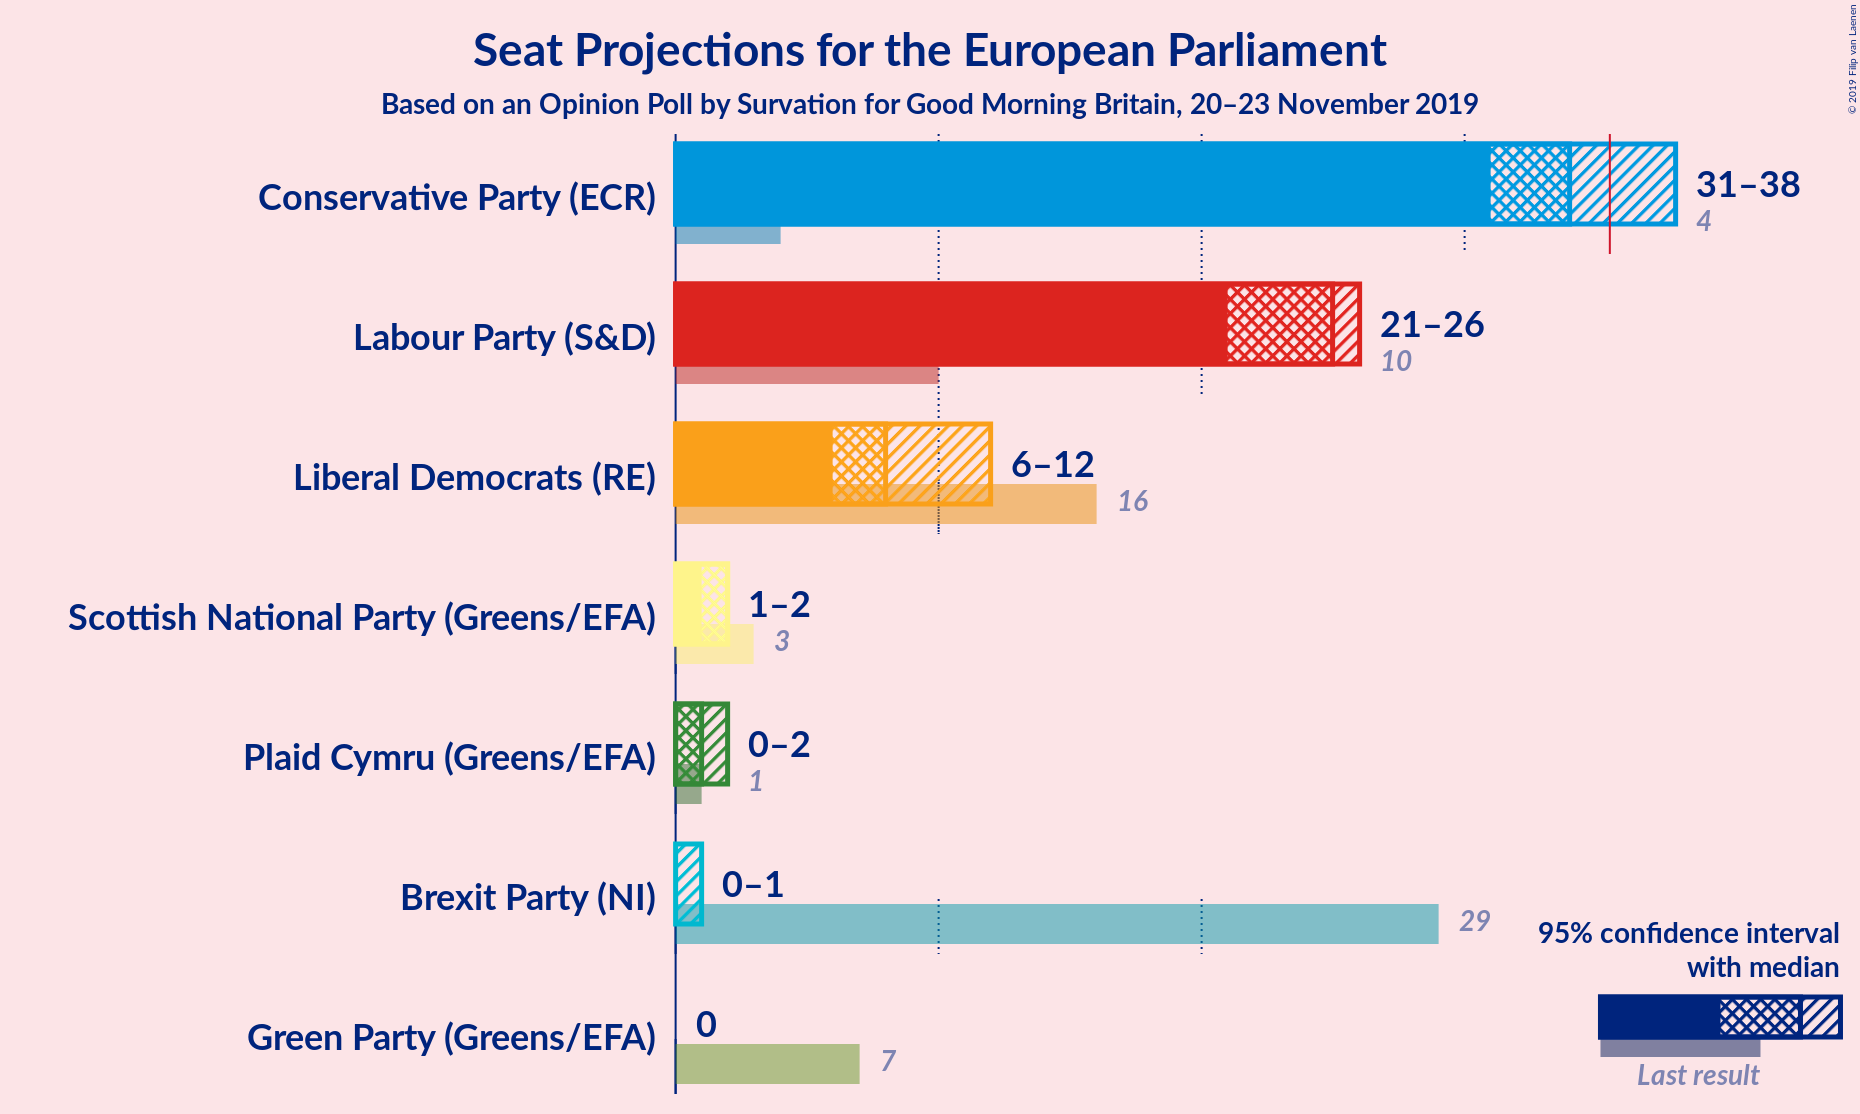 Seat Projections for the European Parliament
Based on an Opinion Poll by Survation for Good Morning Britain, 20–23 November 2019
© 2019 Filip van Laenen
Conservative Party (ECR)
31–38
4
Labour Party (S&D)
21–26
10
Liberal Democrats (RE)
6–12
16
Scottish National Party (Greens/EFA)
1–2
3
Plaid Cymru (Greens/EFA)
0–2
1
Brexit Party (NI)
0–1
29
Green Party (Greens/EFA)
0
7
95% confidence interval
with median
Last result